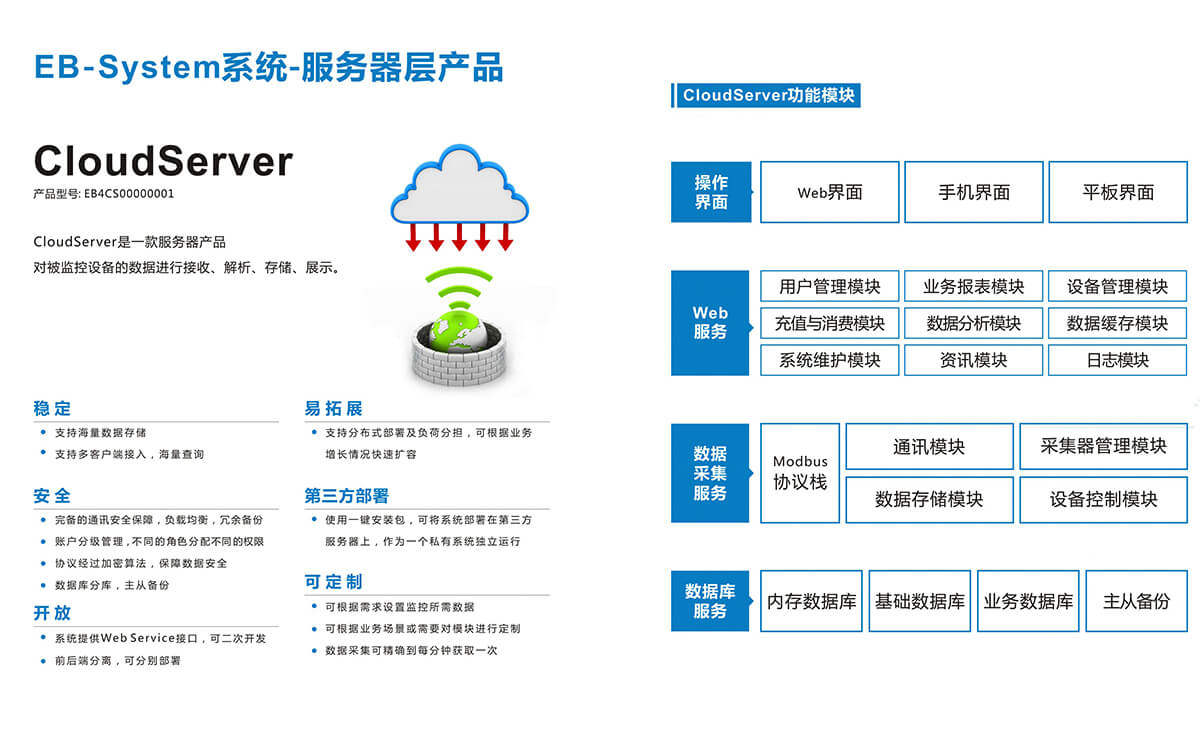 EB-System系统-服务器层产品
CloudServer
产品型号: EB4CS00000001
CloudServer是一款服务器产品
对被监控设备的数据进行接收、解析、存储、展示。
稳定
支持海量数据存储
支持多客户端接入，海量查询
安全
完备的通讯安全保障，负载均衡，冗余备份
账户分级管理,不同的角色分配不同的权限
协议经过加密算法，保障数据安全
数据库分库，主从备份
开放
系统提供Web Service接口，可二次开发
前后端分离，可分别部署
易拓展
支持分布式部署及负荷分担，可根据业务
增长情况快速扩容
第三方部署
使用一键安装包，可将系统部署在第三方
服务器上，作为一个私有系统独立运行
可定制
可根据需求设置监控所需数据
可根据业务场景或需要对模块进行定制
数据采集可精确到每分钟获取一次
CloudServer功能模块
操作
界面
Web界面
手机界面
平板界面
Web
服务
用户管理模块
业务报表模块
设备管理模块
充值与消费模块
数据分析模块
数据缓存模块
系统维护模块
资讯模块
日志模块
数据
采集
服务
Modbus
协议栈
通讯模块
采集器管理模块
数据存储模块
设备控制模块
数据库
服务
内存数据库
基础数据库
业务数据库
主从备份